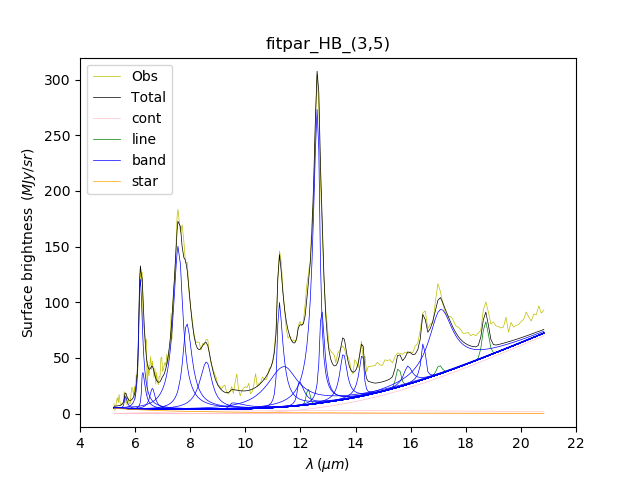 fitpar_HB_(3,5)
300
250
200
150
100
50
0
Surface brightness (MJy/sr)
Obs
Total
cont
line
band
star
4 6 8 10 12 14 16 18 20 22
λ (μm)